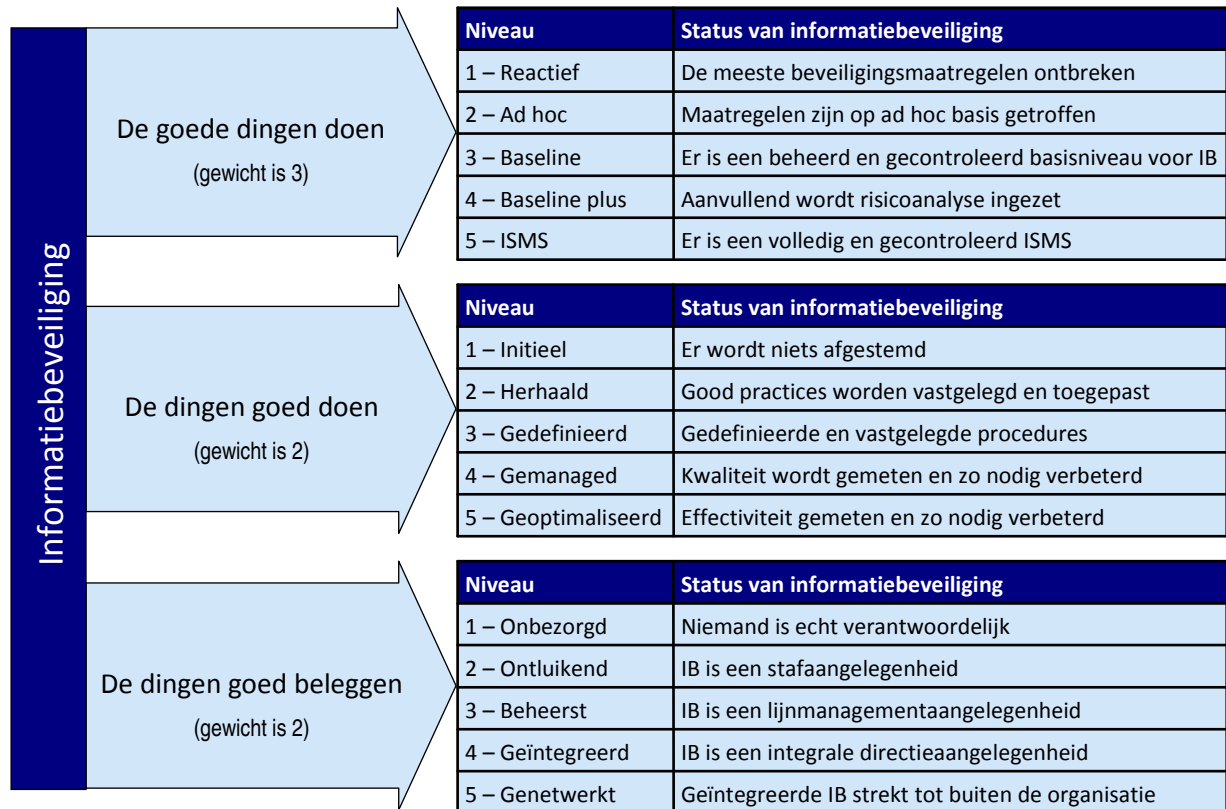 Informatiebeveiliging
De goede dingen doen
(gewicht is 3)
Niveau Status van informatiebeveiliging
1 – Reactief De meeste beveiligingsmaatregelen ontbreken
2 – Ad hoc Maatregelen zijn op ad hoc basis getroffen
3 – Baseline Er is een beheerd en gecontroleerd basisniveau voor IB
4 – Baseline plus Aanvullend wordt risicoanalyse ingezet
5 – ISMS Er is een volledig en gecontroleerd ISMS
De dingen goed doen
(gewicht is 2)
Niveau Status van informatiebeveiliging
1 – Initieel Er wordt niets afgestemd
2 – Herhaald Good practices worden vastgelegd en toegepast
3 – Gedefinieerd Gedefinieerde en vastgelegde procedures
4 – Gemanaged Kwaliteit wordt gemeten en zo nodig verbeterd
5 – Geoptimaliseerd Effectiviteit gemeten en zo nodig verbeterd
De dingen goed beleggen
(gewicht is 2)
Niveau Status van informatiebeveiliging
1 – Onbezorgd Niemand is echt verantwoordelijk
2 – Ontluikend IB is een stafaangelegenheid
3 – Beheerst IB is een lijnmanagementaangelegenheid
4 – Geïntegreerd IB is een integrale directieaangelegenheid
5 – Genetwerkt Geïntegreerde IB strekt tot buiten de organisatie